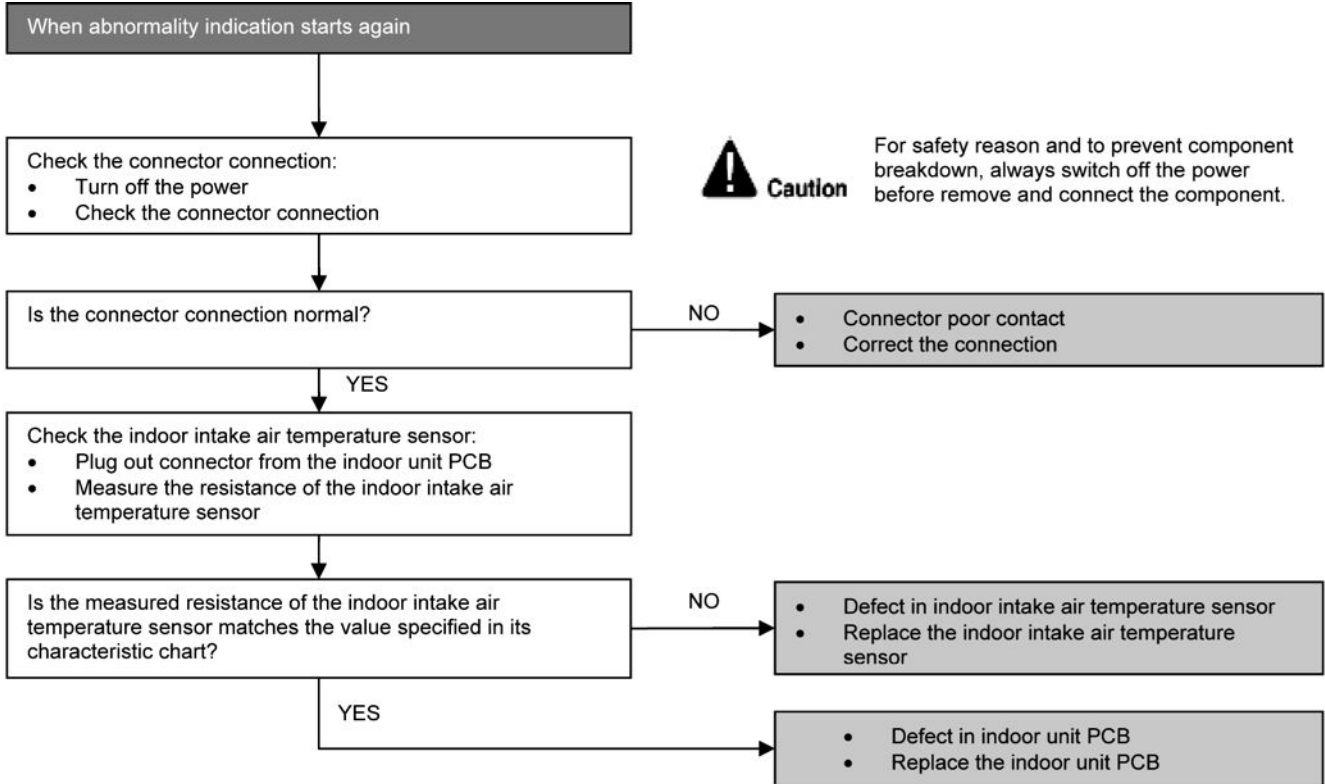 When abnormality indication starts again
Check the connector connection:
• Turn off the power
• Check the connector connection
Caution
For safety reason and to prevent component
breakdown, always switch off the power
before remove and connect the component.
Is the connector connection normal?
NO
• Connector poor contact
• Correct the connection
YES
Check the indoor intake air temperature sensor:
• Plug out connector from the indoor unit PCB
• Measure the resistance of the indoor intake air
temperature sensor
Is the measured resistance of the indoor intake air
temperature sensor matches the value specified in its
characteristic chart?
NO
• Defect in indoor intake air temperature sensor
• Replace the indoor intake air temperature
sensor
YES
• Defect in indoor unit PCB
• Replace the indoor unit PCB